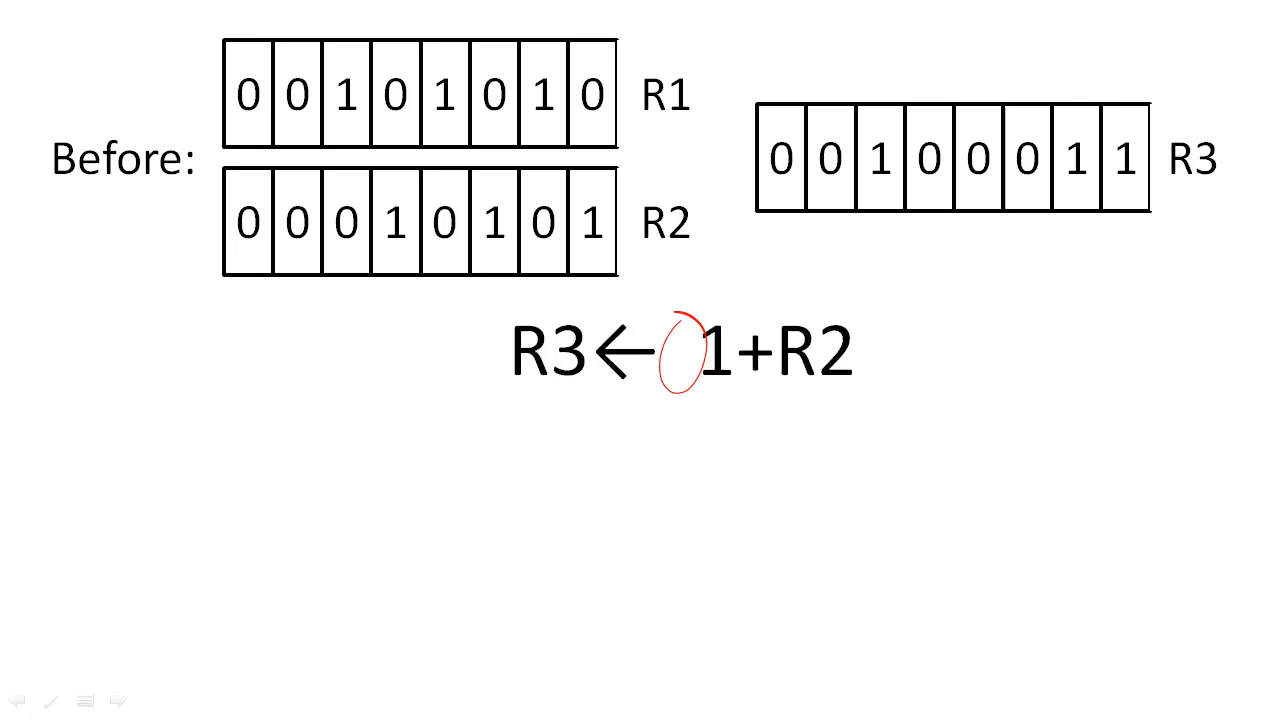 0 0 1 0 1 0 1 0 R1
Before:
0 0 0 1 0 1 0 1 R2
0 0 1 0 0 0 1 1 R3
R3← 1+R2